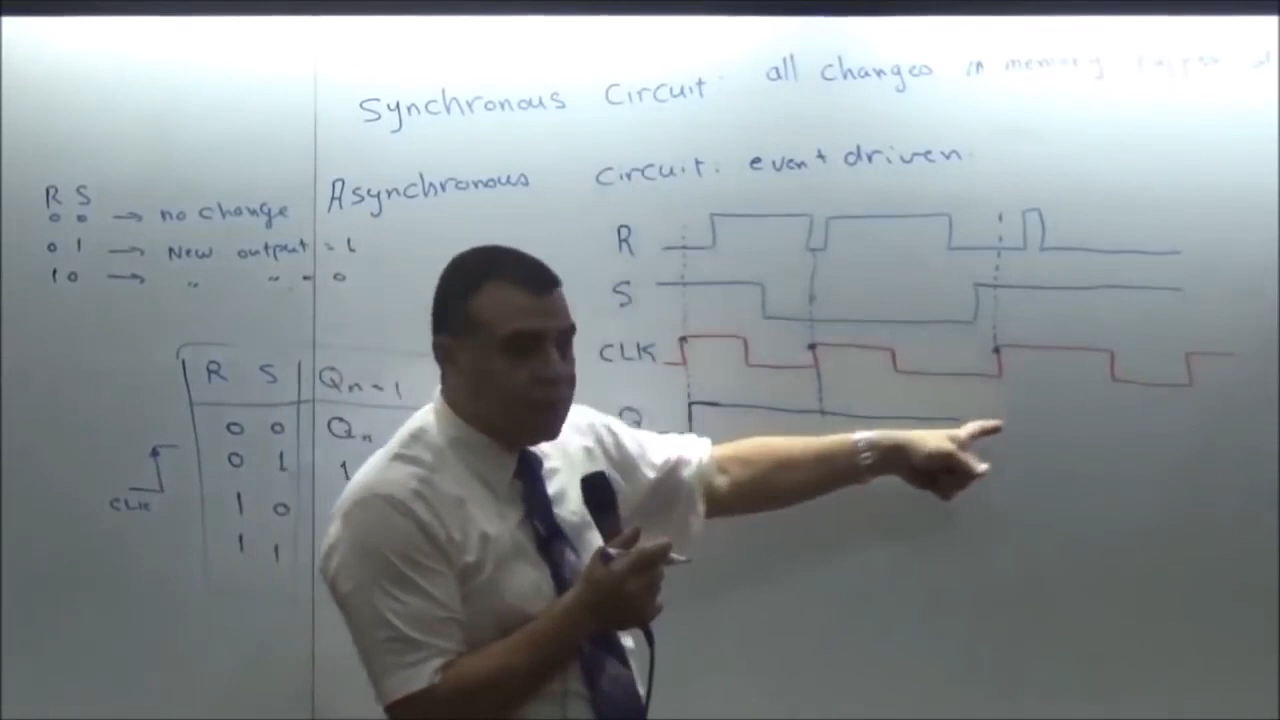 Synchronous Circuit: all changes in memory
Asynchronous Circuit: event driven.
R S
0 0 → no change
0 1 → New output = 1
1 0 → " " = 0
R
S
CLK
Q
R S Qn-1
0 0 Qn
0 1 1
1 0
1 1
CLK